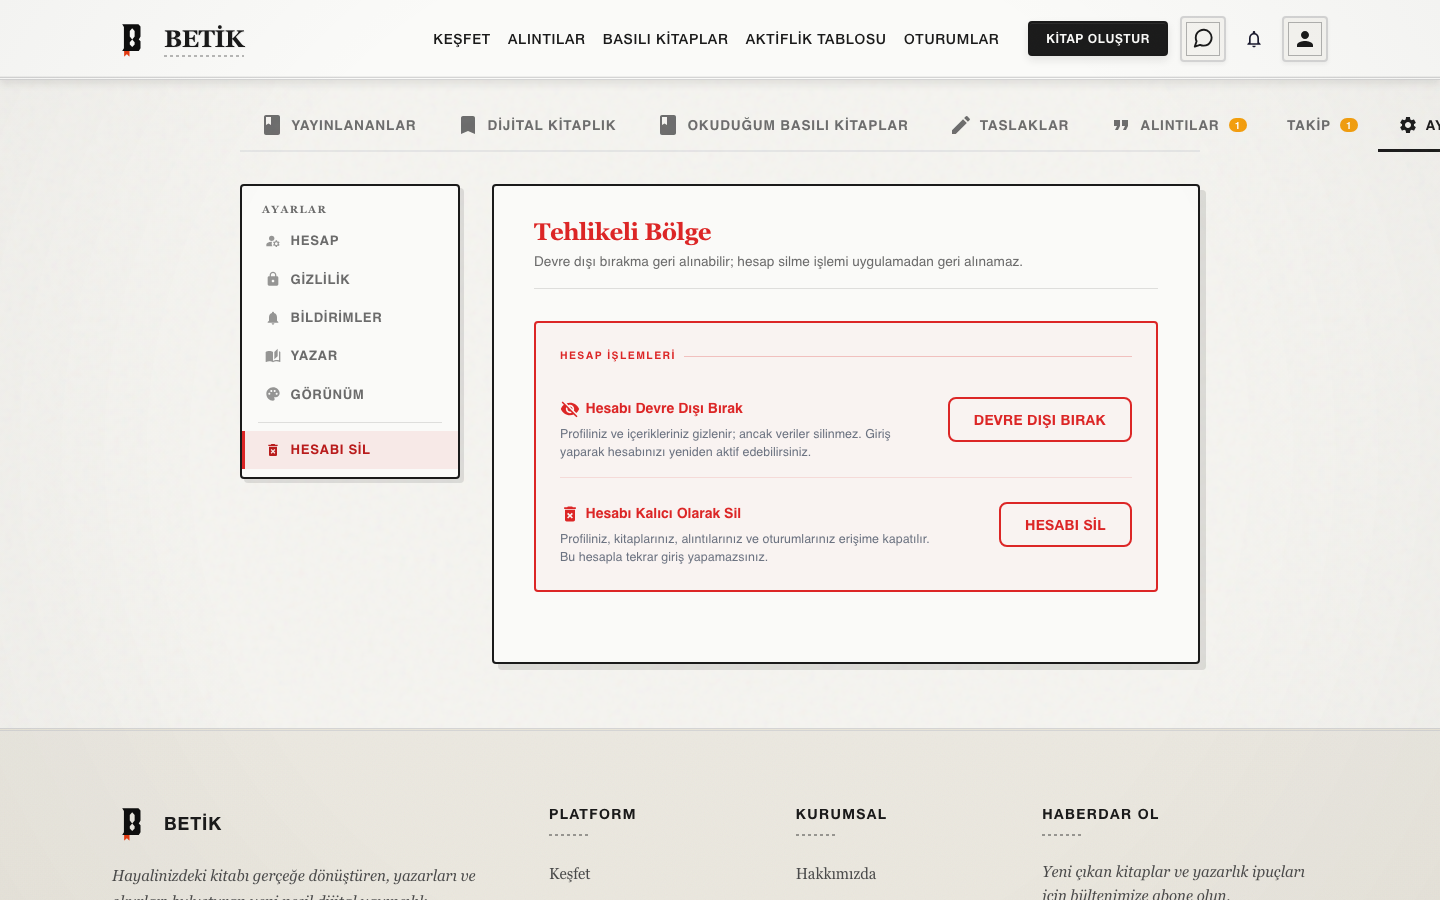 BETİK
KEŞFET
ALINTILAR
BASILI KİTAPLAR
AKTİFLİK TABLOSU
OTURUMLAR
KİTAP OLUŞTUR
YAYINLANANLAR
DİJİTAL KİTAPLIK
OKUDUĞUM BASILI KİTAPLAR
TASLAKLAR
ALINTILAR 1
TAKİP 1
AY
AYARLAR
HESAP
GİZLİLİK
BİLDİRİMLER
YAZAR
GÖRÜNÜM
HESABI SİL
Tehlikeli Bölge
Devre dışı bırakma geri alınabilir; hesap silme işlemi uygulamadan geri alınamaz.
HESAP İŞLEMLERİ
Hesabı Devre Dışı Bırak
Profiliniz ve içerikleriniz gizlenir; ancak veriler silinmez. Giriş
yaparak hesabınızı yeniden aktif edebilirsiniz.
DEVRE DIŞI BIRAK
Hesabı Kalıcı Olarak Sil
Profiliniz, kitaplarınız, alıntılarınız ve oturumlarınız erişime kapatılır.
Bu hesapla tekrar giriş yapamazsınız.
HESABI SİL
BETİK
Hayalinizdeki kitabı gerçeğe dönüştüren, yazarları ve
PLATFORM
Keşfet
KURUMSAL
Hakkımızda
HABERDAR OL
Yeni çıkan kitaplar ve yazarlık ipuçları
için bültenimize abone olun.